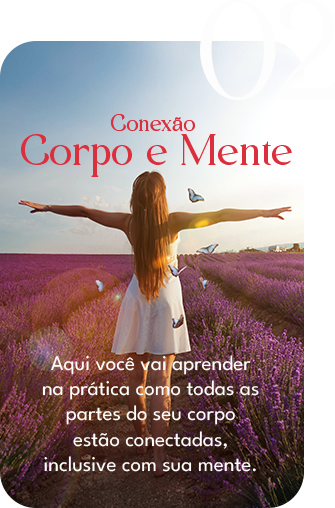 02
Conexão
Corpo e Mente
Aqui você vai aprender
na prática como todas as
partes do seu corpo
estão conectadas,
inclusive com sua mente.